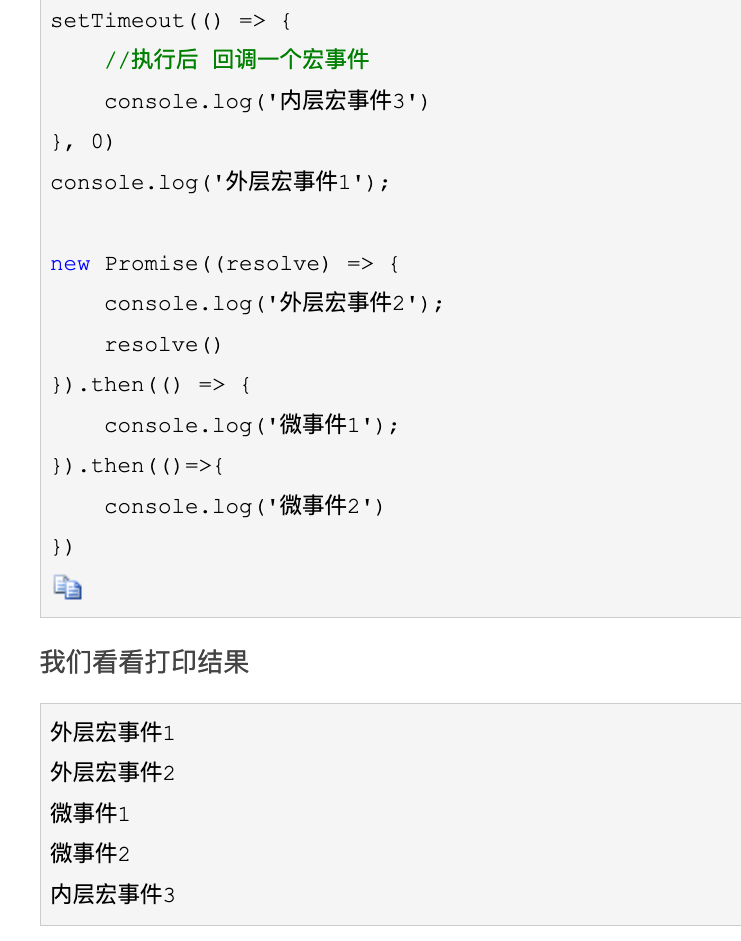 setTimeout(() => {
//执行后 回调一个宏事件
console.log('内层宏事件3')
}, 0)
console.log('外层宏事件1');
new Promise((resolve) => {
console.log('外层宏事件2');
resolve()
}).then(() => {
console.log('微事件1');
}).then(()=>{
console.log('微事件2')
})
我们看看打印结果
外层宏事件1
外层宏事件2
微事件1
微事件2
内层宏事件3